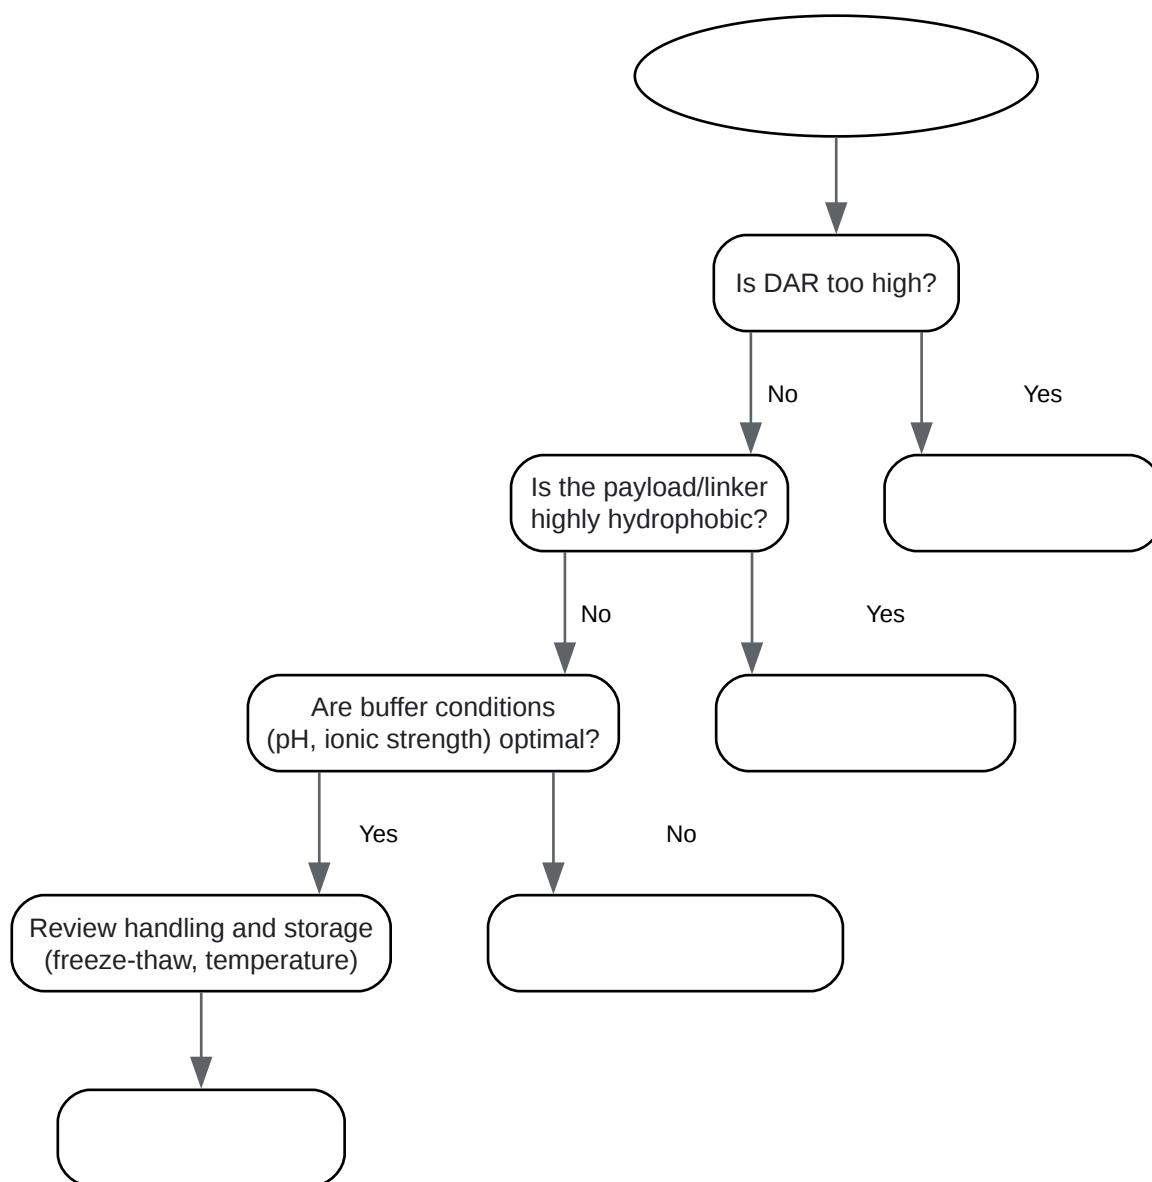 Is DAR too high?
No
Yes
Is the payload/linker
highly hydrophobic?
No
Yes
Are buffer conditions
(pH, ionic strength) optimal?
Yes
No
Review handling and storage
(freeze-thaw, temperature)